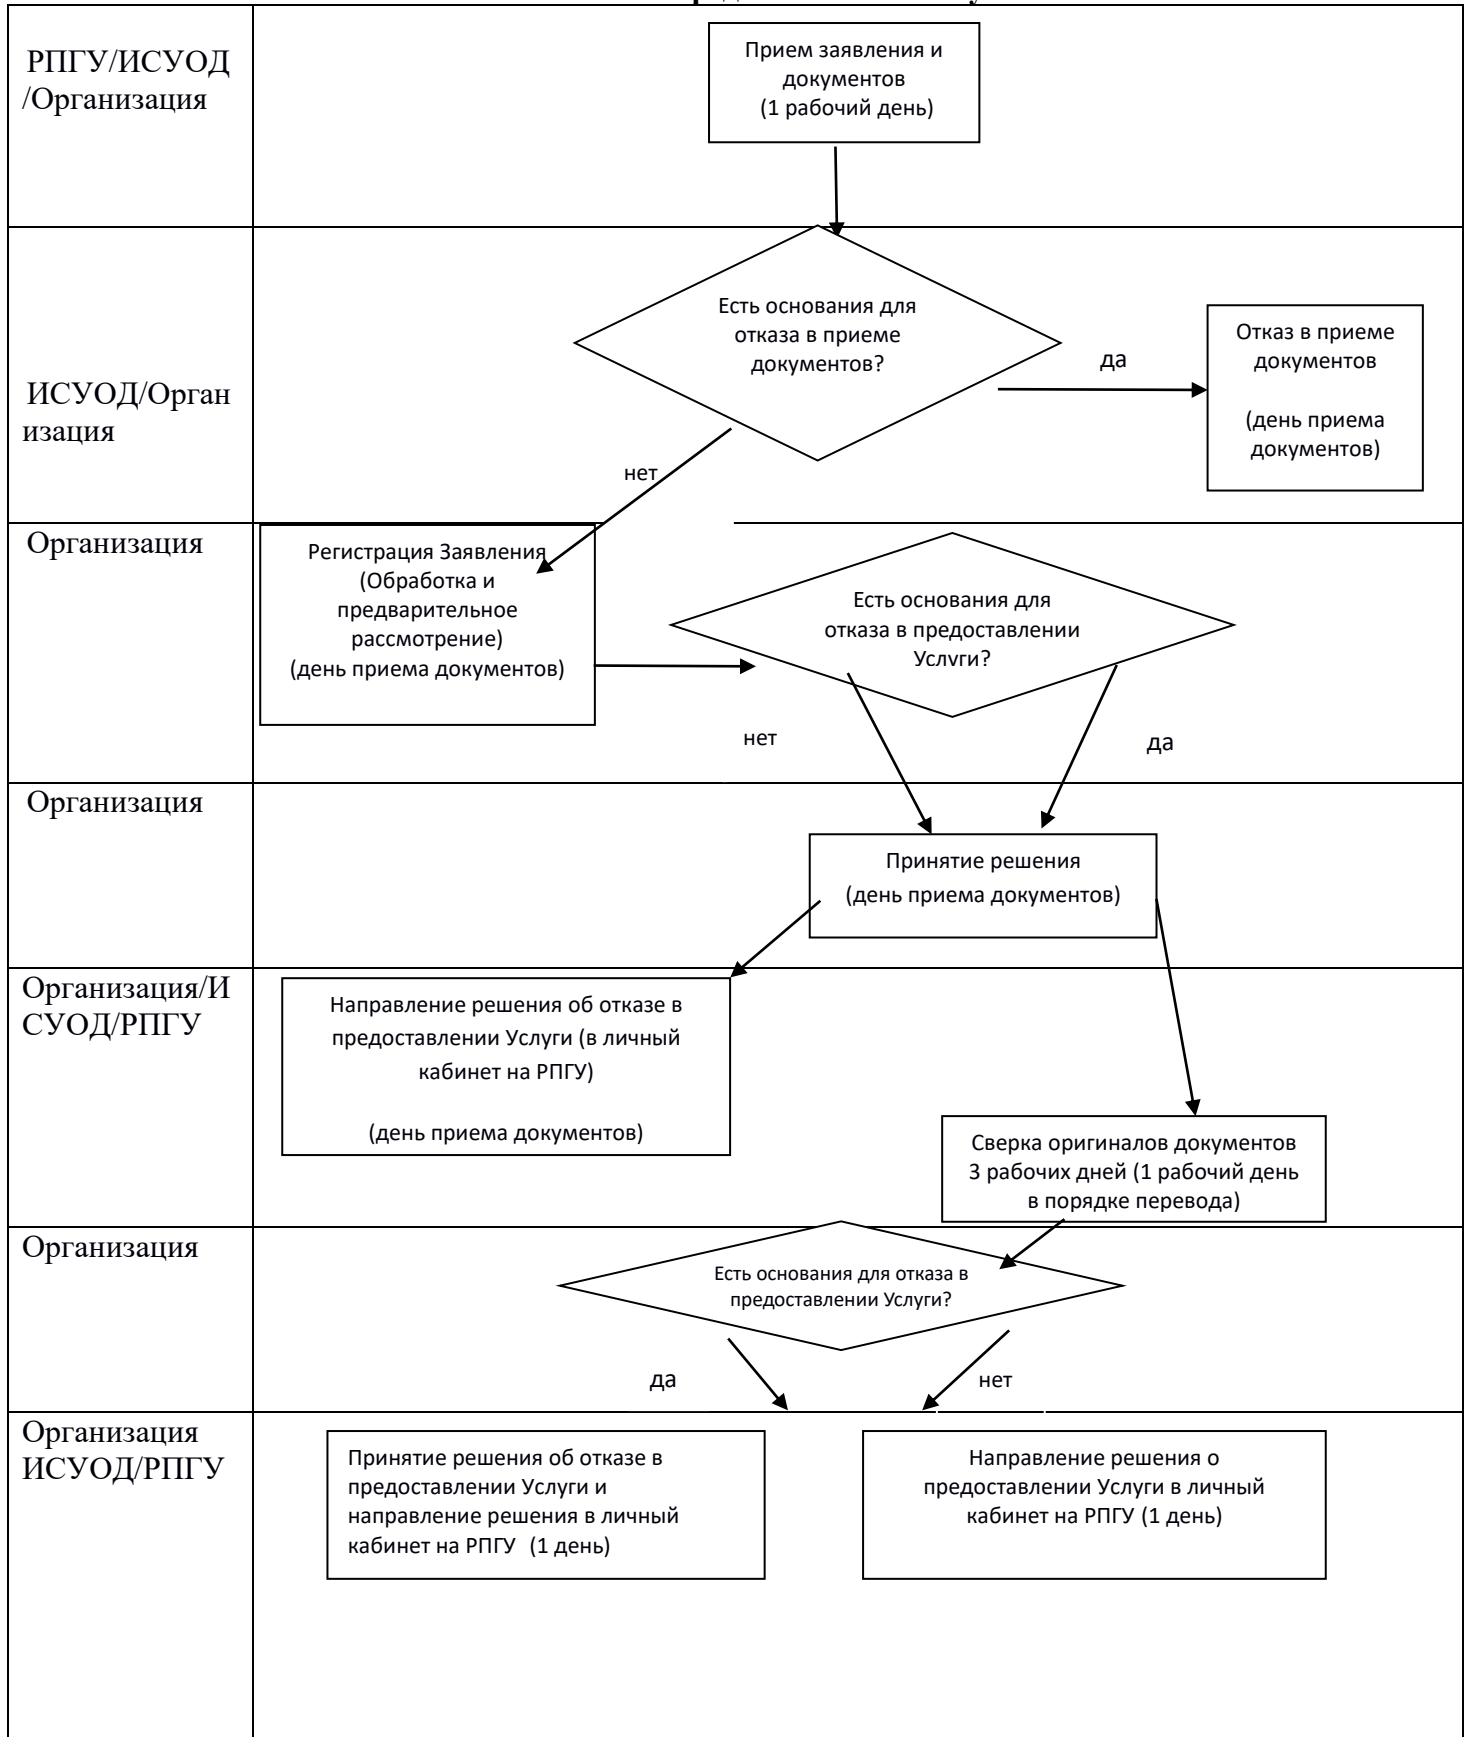 РПГУ/ИСУОД
/Организация
Прием заявления и
документов
(1 рабочий день)
ИСУОД/Орган
изация
Есть основания для
отказа в приеме
документов?
да
Отказ в приеме
документов
(день приема
документов)
нет
Организация
Регистрация Заявления
(Обработка и
предварительное
рассмотрение)
(день приема документов)
Есть основания для
отказа в предоставлении
Услуги?
нет
да
Организация
Принятие решения
(день приема документов)
Организация/И
СУОД/РПГУ
Направление решения об отказе в
предоставлении Услуги (в личный
кабинет на РПГУ)
(день приема документов)
Сверка оригиналов документов
3 рабочих дней (1 рабочий день
в порядке перевода)
Организация
Есть основания для отказа в
предоставлении Услуги?
да
нет
Организация
ИСУОД/РПГУ
Принятие решения об отказе в
предоставлении Услуги и
направление решения в личный
кабинет на РПГУ (1 день)
Направление решения о
предоставлении Услуги в личный
кабинет на РПГУ (1 день)